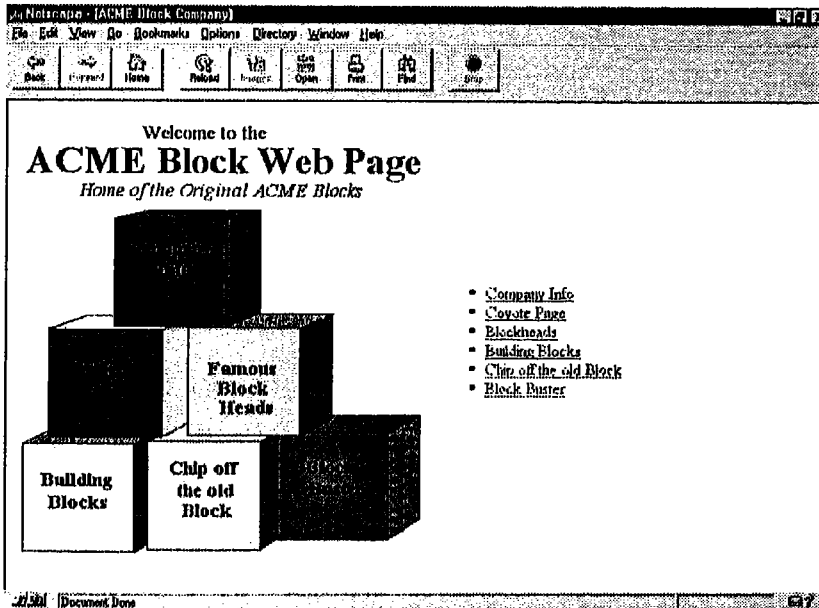 Netscape - [ACME Block Company]
File Edit View Go Bookmarks Options Directory Window Help
Back Forward Home Reload Images Open Print Find Stop
Welcome to the
ACME Block Web Page
Home of the Original ACME Blocks
Famous
Block
Heads
Building
Blocks
Chip off
the old
Block
Company Info
Coyote Page
Blockheads
Building Blocks
Chip off the old Block
Block Buster
Document Done